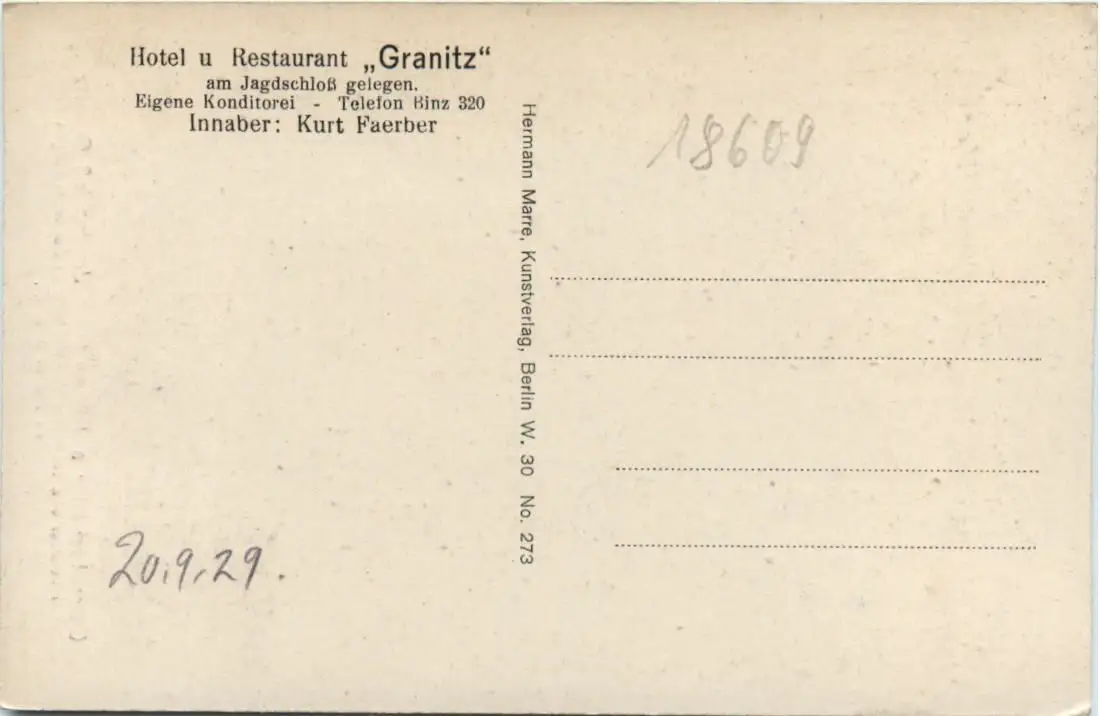 Hotel u Restaurant „Granitz“
am Jagdschloß gelegen.
Eigene Konditorei - Telefon Binz 320
Innaber: Kurt Faerber
Hermann Marre, Kunstverlag, Berlin W. 30 No. 273
18609
20.9.29.